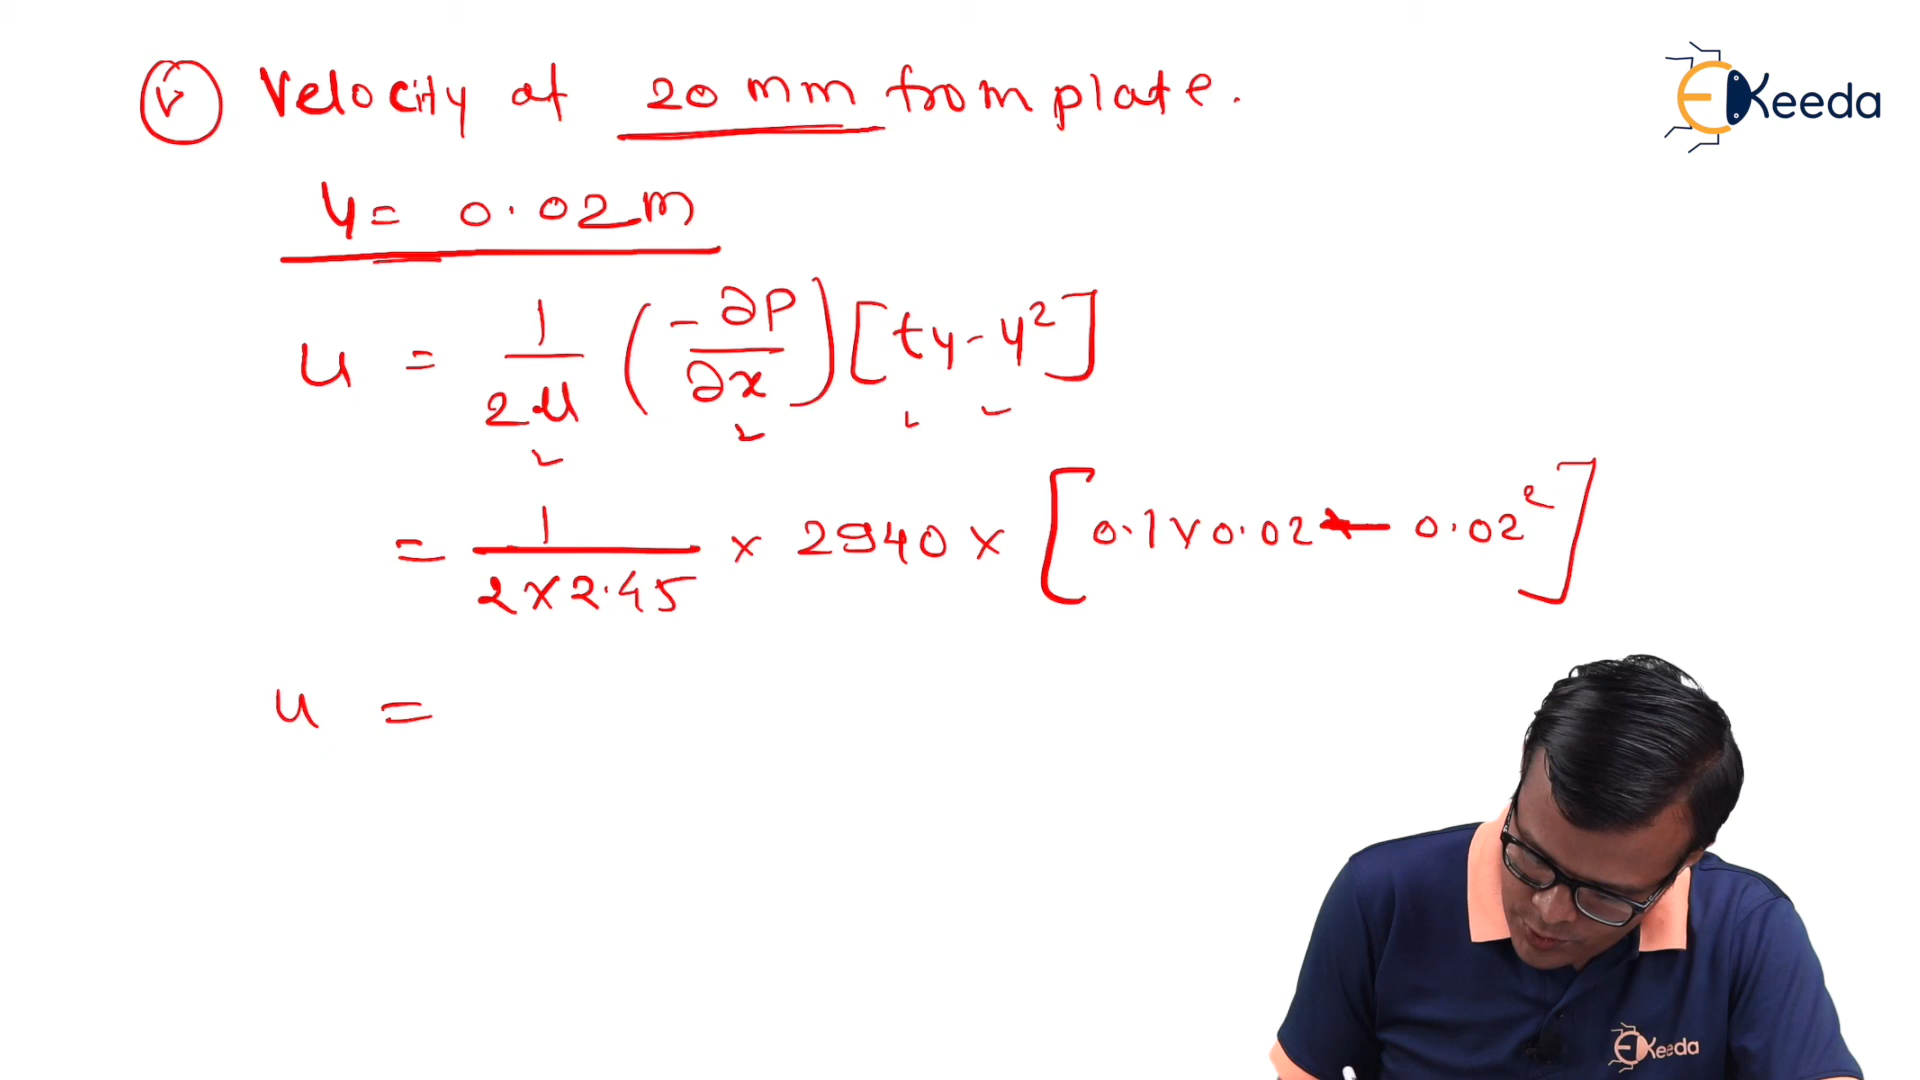 (v) Velocity at 20 mm from plate.
EKeeda
y = 0.02 m
u = 1/2μ (-∂P/∂x) [ty - y²]
= 1/2×2.45 × 2940 × [0.1×0.02 - 0.02²]
u =
EKeeda